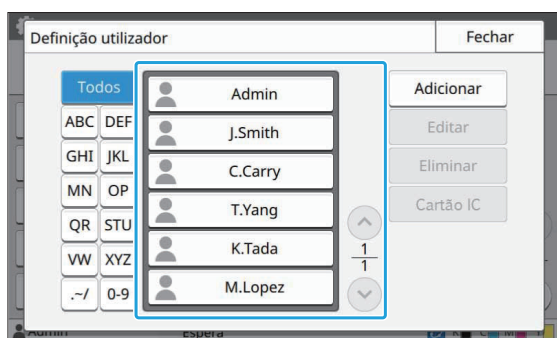 Definição utilizador
Fechar
Todos
ABC DEF
GHI JKL
MN OP
QR STU
VW XYZ
.~/ 0-9
Admin
J.Smith
C.Carry
T.Yang
K.Tada
M.Lopez
1
1
Adicionar
Editar
Eliminar
Cartão IC
Admin
Espera
K C M Y